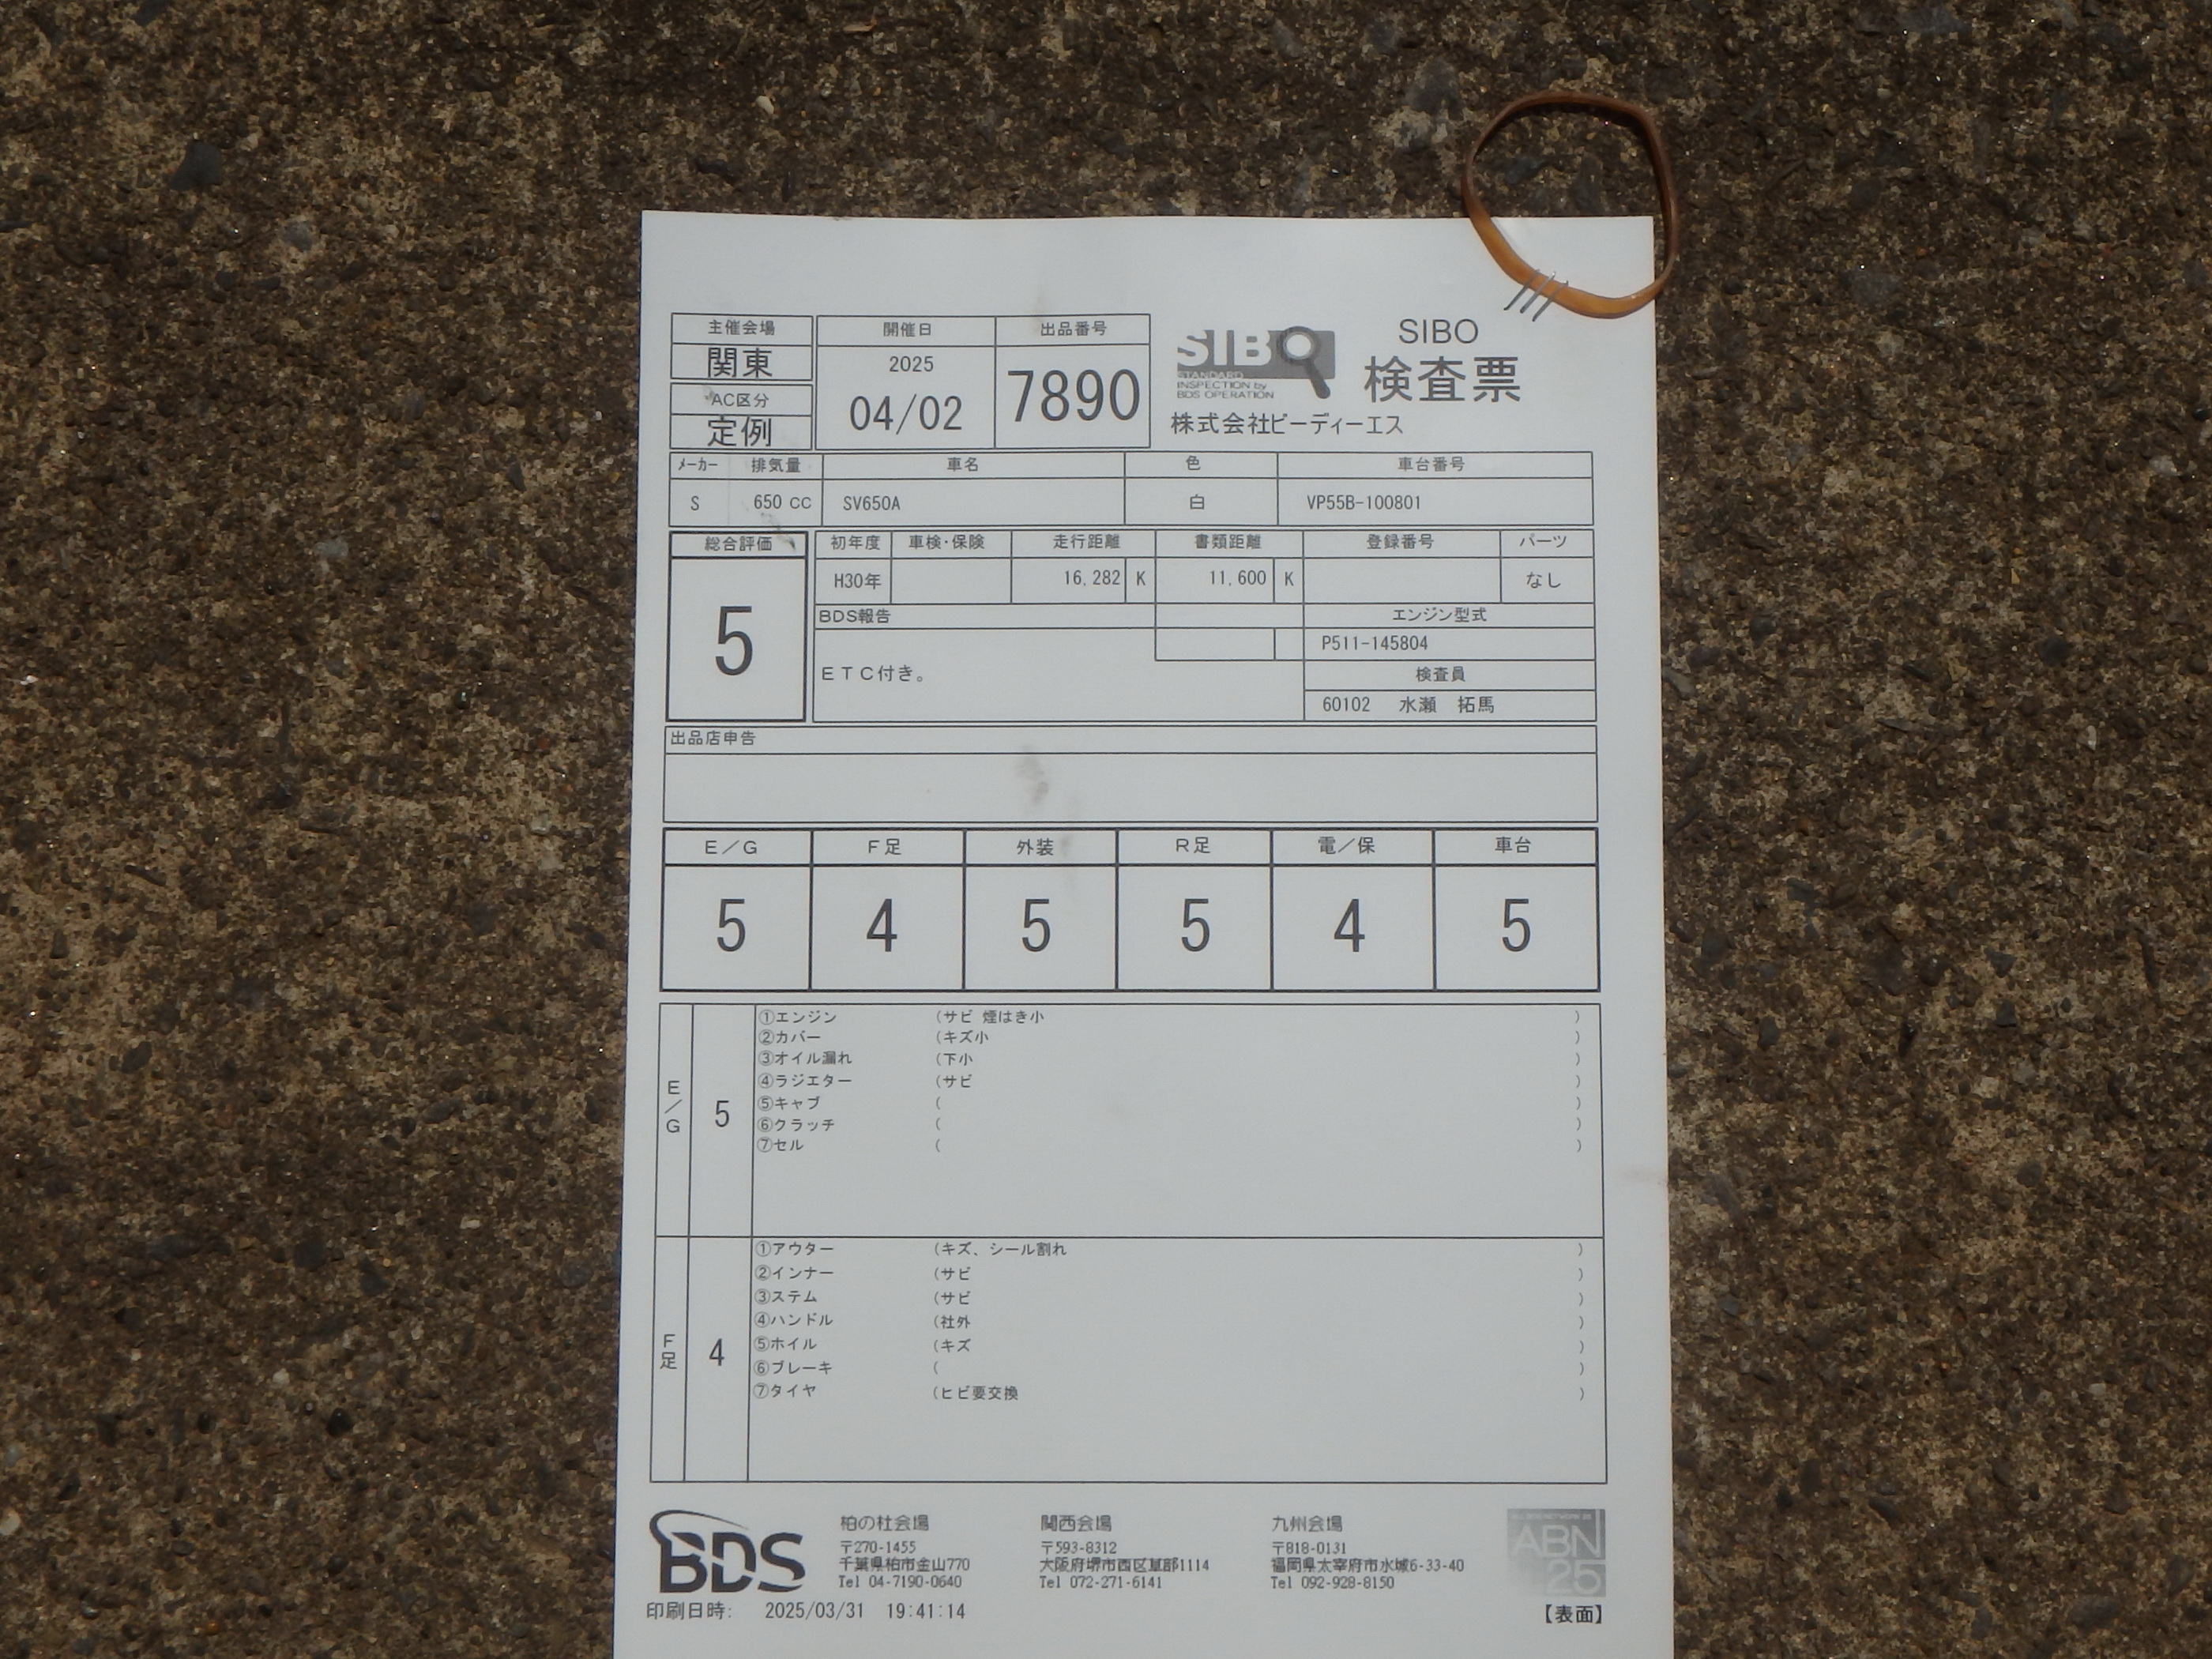 主催会場 開催日 出品番号
関東 2025 04/02 7890
AC区分
定例
SIBO
STANDARD
INSPECTION by
BDS OPERATION
SIBO
検査票
株式会社ビーディーエス
メーカー 排気量 車名 色 車台番号
S 650 CC SV650A 白 VP55B-100801
総合評価 初年度 車検・保険 走行距離 書類距離 登録番号 パーツ
5 H30年 16,282 K 11,600 K なし
BDS報告 エンジン型式
P511-145804
ETC付き。 検査員
60102 水瀬 拓馬
出品店申告
E/G F足 外装 R足 電/保 車台
5 4 5 5 4 5
E/G 5
①エンジン (サビ 煙はき小 )
②カバー (キズ小 )
③オイル漏れ (下小 )
④ラジエター (サビ )
⑤キャブ ( )
⑥クラッチ ( )
⑦セル ( )
F足 4
①アウター (キズ、シール割れ )
②インナー (サビ )
③ステム (サビ )
④ハンドル (社外 )
⑤ホイル (キズ )
⑥ブレーキ ( )
⑦タイヤ (ヒビ要交換 )
BDS
柏の杜会場
〒270-1455
千葉県柏市金山770
Tel 04-7190-0640
関西会場
〒593-8312
大阪府堺市西区草部1114
Tel 072-271-6141
九州会場
〒818-0131
福岡県太宰府市水城6-33-40
Tel 092-928-8150
ABN
25
印刷日時: 2025/03/31 19:41:14
【表面】